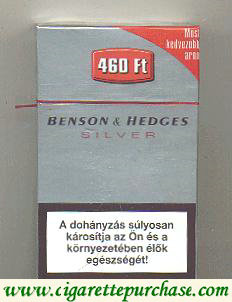 Most
kedvezőbb
áron
460 Ft
BENSON & HEDGES
SILVER
A dohányzás súlyosan
károsítja az Ön és a
környezetében élők
egészségét!
www.cigarettepurchase.com